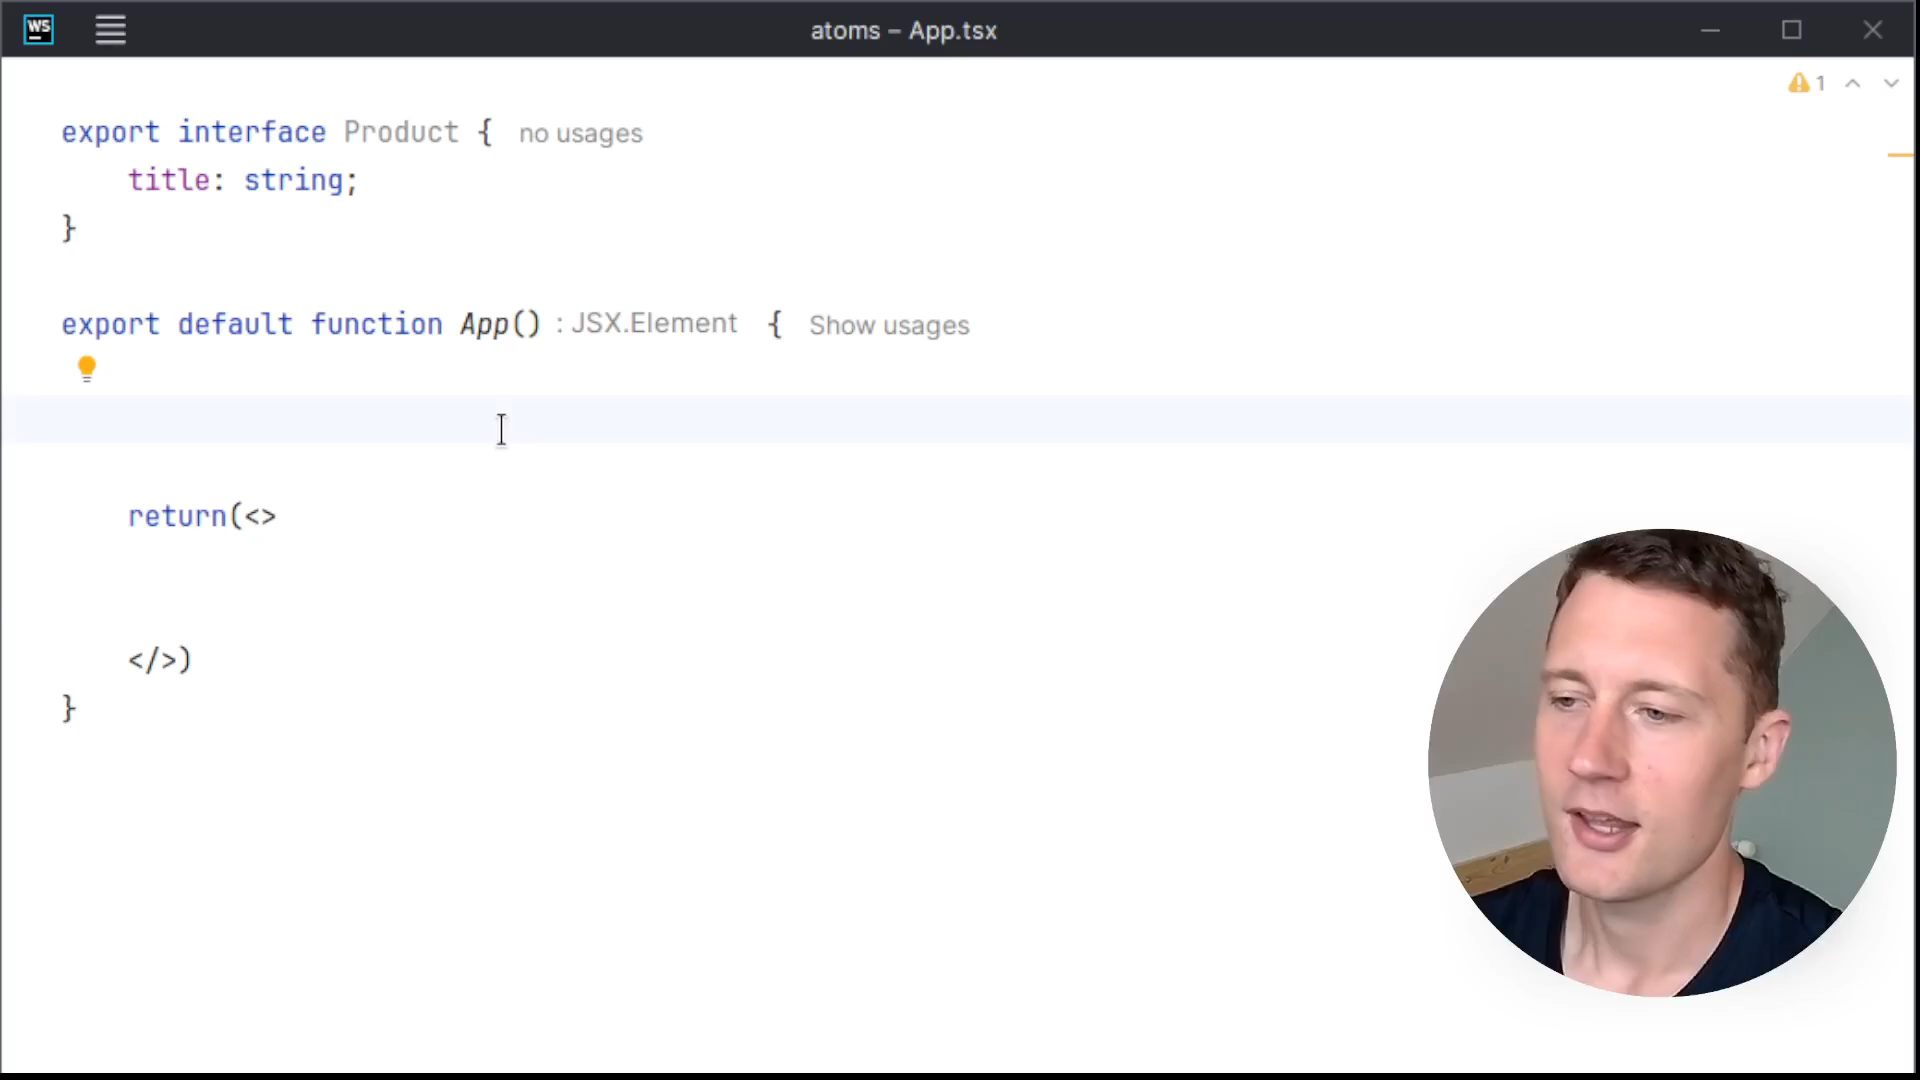 WS
atoms – App.tsx
1
export interface Product { no usages
title: string;
}
export default function App() : JSX.Element { Show usages
return(<>
</>)
}